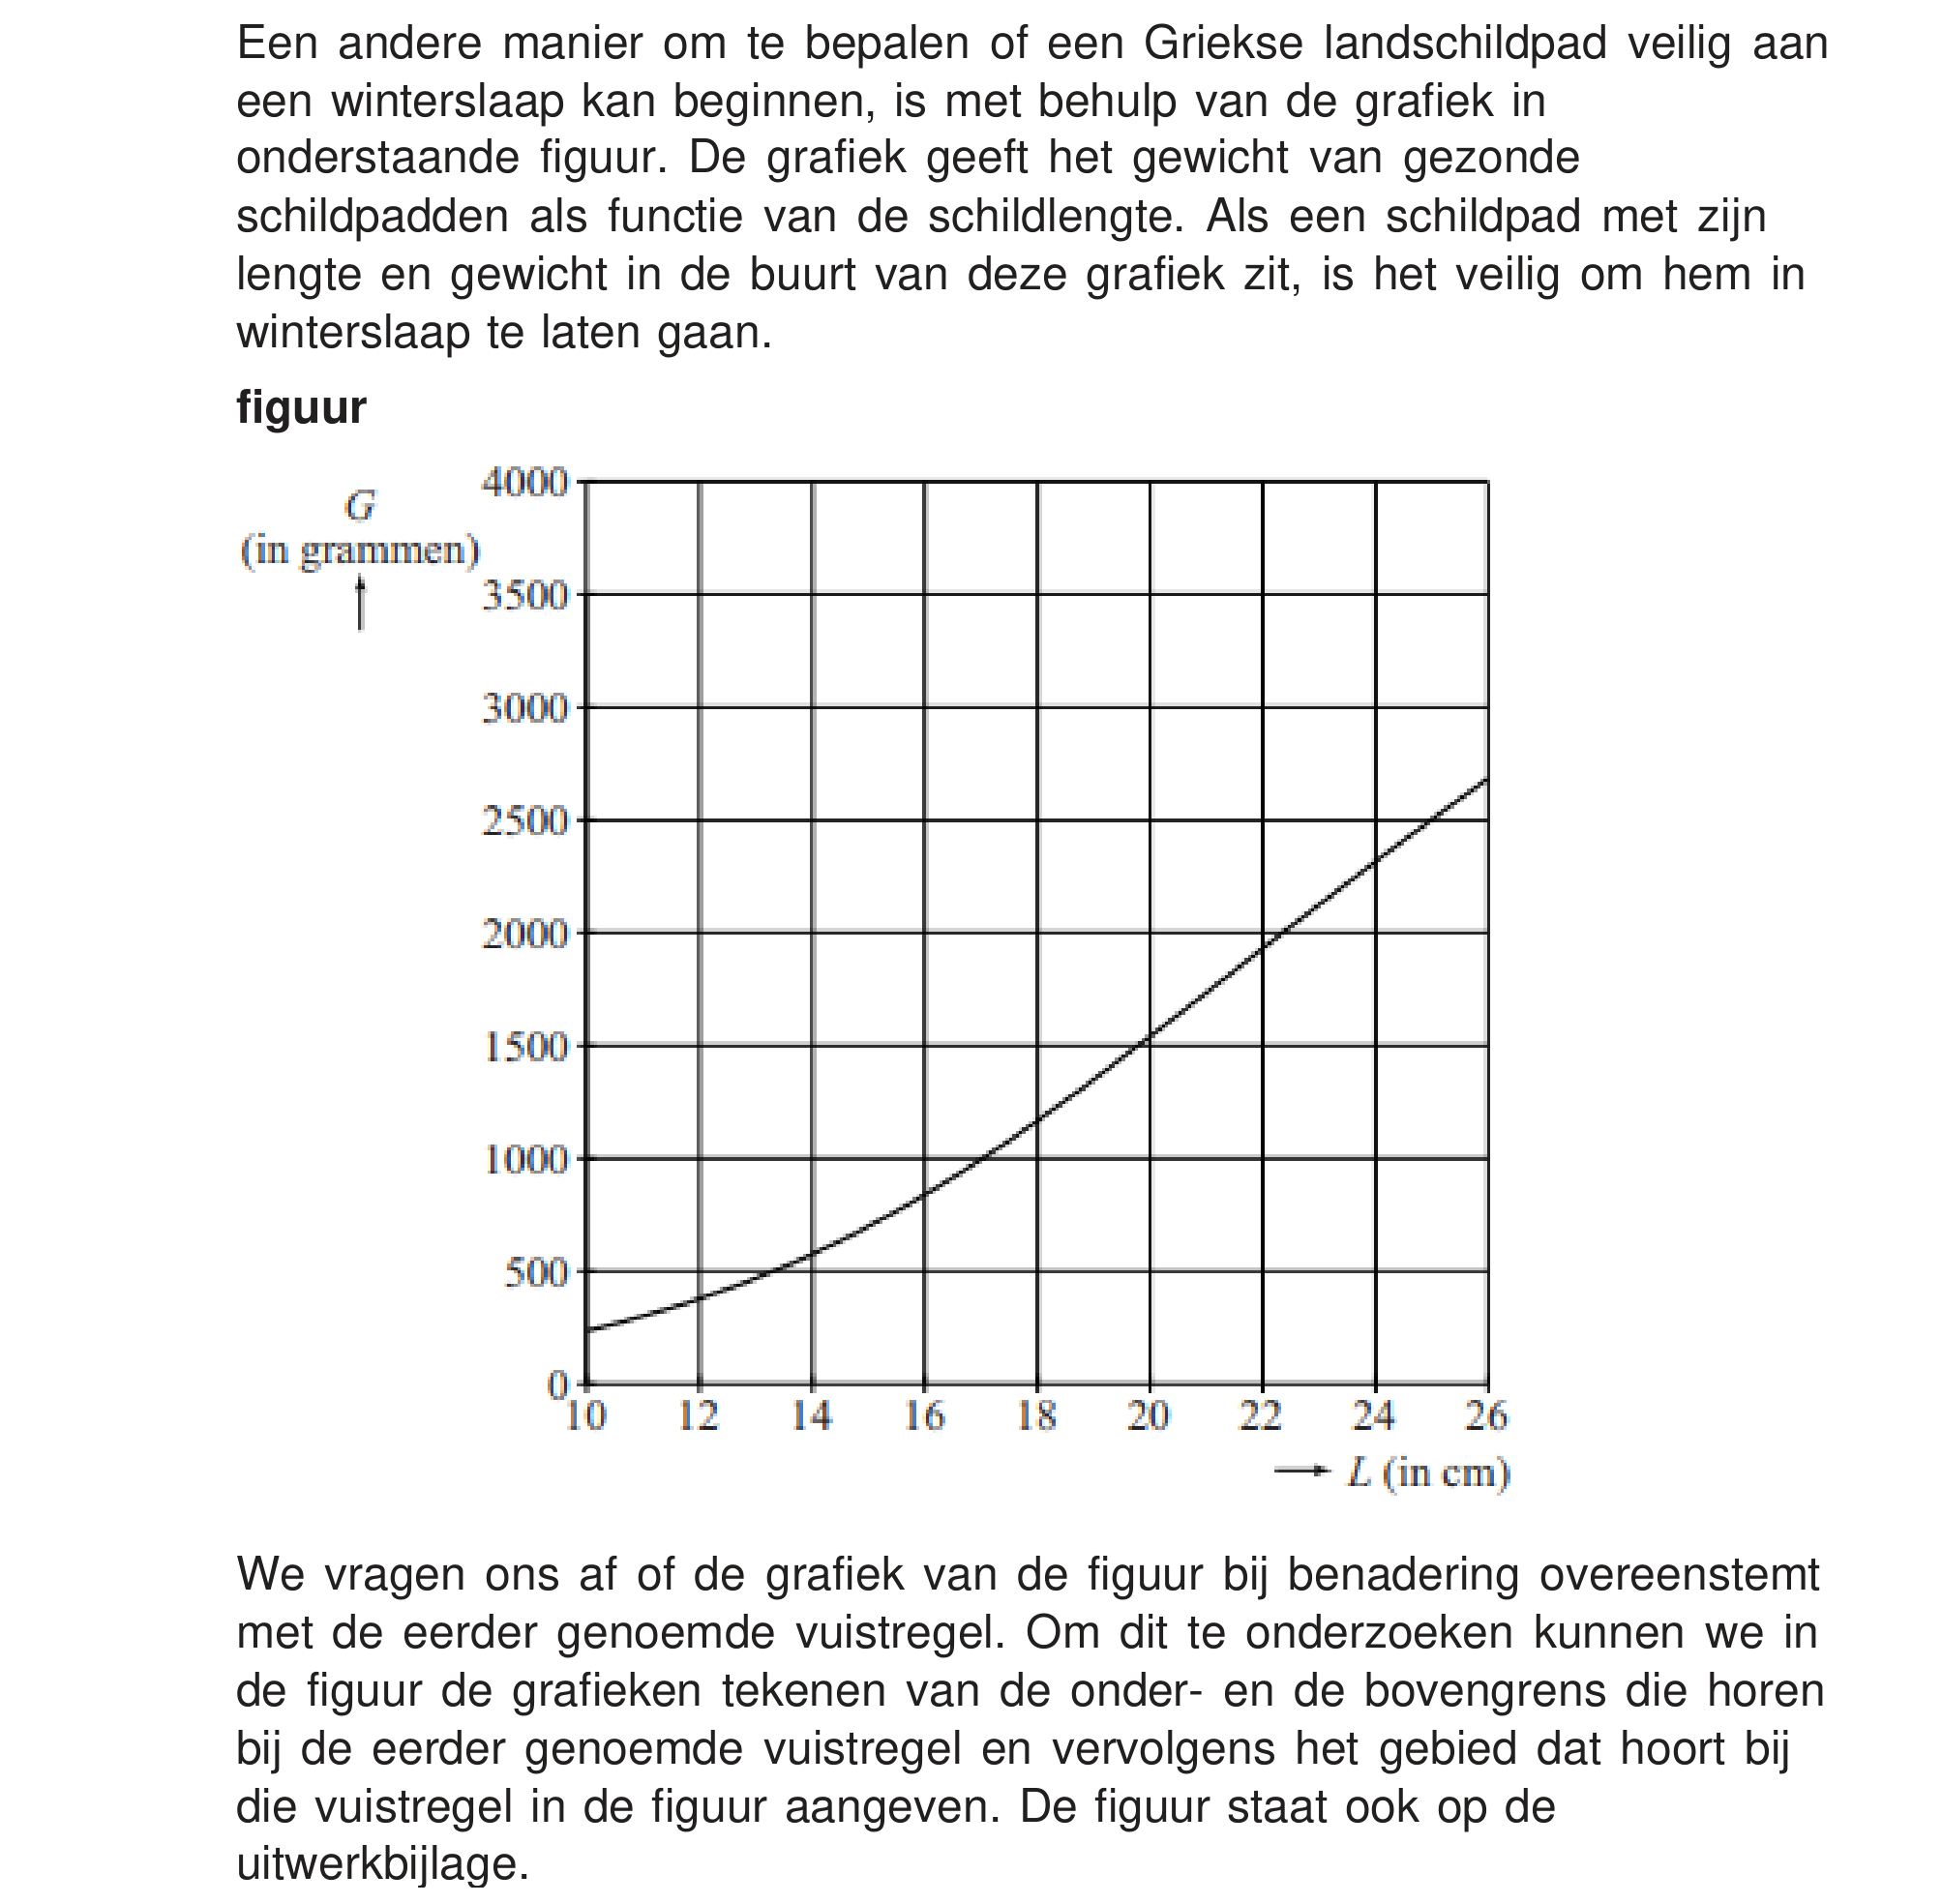 Een andere manier om te bepalen of een Griekse landschildpad veilig aan
een winterslaap kan beginnen, is met behulp van de grafiek in
onderstaande figuur. De grafiek geeft het gewicht van gezonde
schildpadden als functie van de schildlengte. Als een schildpad met zijn
lengte en gewicht in de buurt van deze grafiek zit, is het veilig om hem in
winterslaap te laten gaan.
figuur
G
(in grammen)
4000
3500
3000
2500
2000
1500
1000
500
0
10 12 14 16 18 20 22 24 26
L (in cm)
We vragen ons af of de grafiek van de figuur bij benadering overeenstemt
met de eerder genoemde vuistregel. Om dit te onderzoeken kunnen we in
de figuur de grafieken tekenen van de onder- en de bovengrens die horen
bij de eerder genoemde vuistregel en vervolgens het gebied dat hoort bij
die vuistregel in de figuur aangeven. De figuur staat ook op de
uitwerkbijlage.